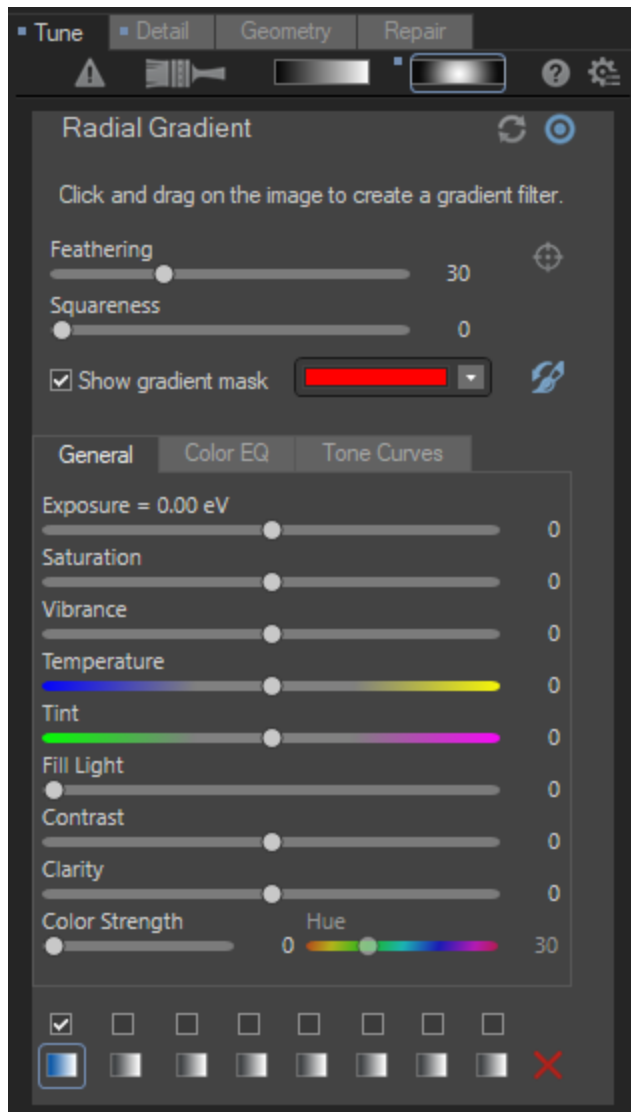 Tune Detail Geometry Repair
Radial Gradient
Click and drag on the image to create a gradient filter.
Feathering
30
Squareness
0
Show gradient mask
General Color EQ Tone Curves
Exposure = 0.00 eV
0
Saturation
0
Vibrance
0
Temperature
0
Tint
0
Fill Light
0
Contrast
0
Clarity
0
Color Strength Hue
0 30